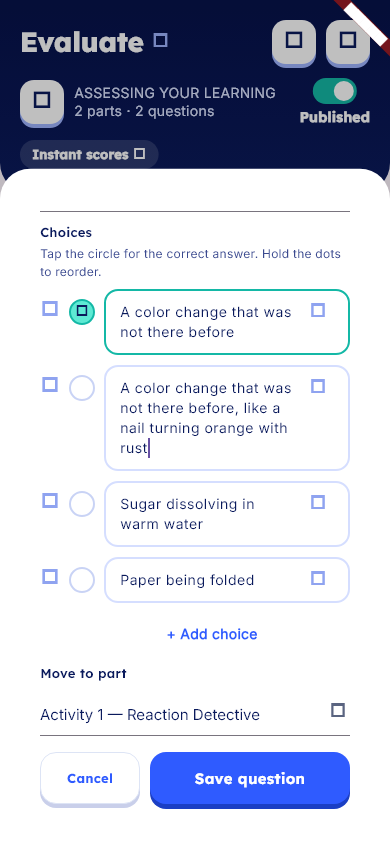 Evaluate
ASSESSING YOUR LEARNING
2 parts · 2 questions
Published
Instant scores
Choices
Tap the circle for the correct answer. Hold the dots
to reorder.
A color change that was
not there before
A color change that was
not there before, like a
nail turning orange with
rust
Sugar dissolving in
warm water
Paper being folded
+ Add choice
Move to part
Activity 1 — Reaction Detective
Cancel
Save question